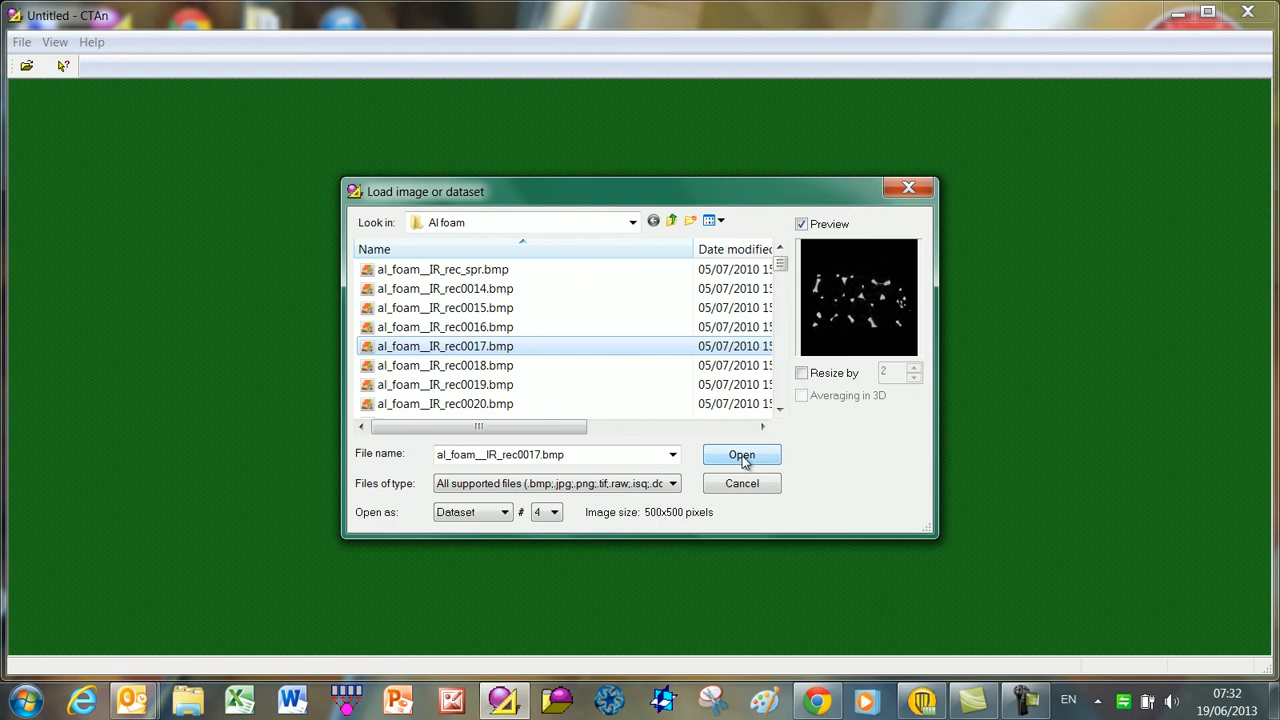 Untitled - CTAn
File View Help
Load image or dataset
Look in: Al foam
Preview
Name Date modified
al_foam__IR_rec_spr.bmp 05/07/2010 15
al_foam__IR_rec0014.bmp 05/07/2010 15
al_foam__IR_rec0015.bmp 05/07/2010 15
al_foam__IR_rec0016.bmp 05/07/2010 15
al_foam__IR_rec0017.bmp 05/07/2010 15
al_foam__IR_rec0018.bmp 05/07/2010 15
al_foam__IR_rec0019.bmp 05/07/2010 15
al_foam__IR_rec0020.bmp 05/07/2010 15
Resize by 2
Averaging in 3D
File name: al_foam__IR_rec0017.bmp Open
Files of type: All supported files (.bmp;.jpg;.png;.tif,.raw;.isq;.dc Cancel
Open as: Dataset # 4 Image size: 500x500 pixels
EN
07:32
19/06/2013